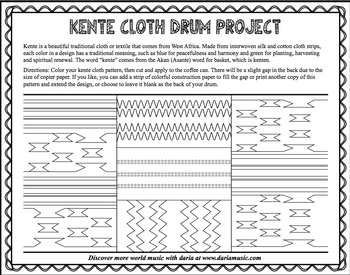 KENTE CLOTH DRUM PROJECT
Kente is a beautiful traditional cloth or textile that comes from West Africa. Made from interwoven silk and cotton cloth strips,
each color in a design has a traditional meaning, such as blue for peacefulness and harmony and green for planting, harvesting
and spiritual renewal. The word "kente" comes from the Akan (Asante) word for basket, which is kenten.
Directions: Color your kente cloth pattern, then cut and apply to the coffee can. There will be a slight gap in the back due to the
size of copier paper. If you like, you can add a strip of colorful construction paper to fill the gap or print another copy of this
pattern and extend the design, or choose to leave it blank as the back of your drum.
Discover more world music with daria at www.dariamusic.com